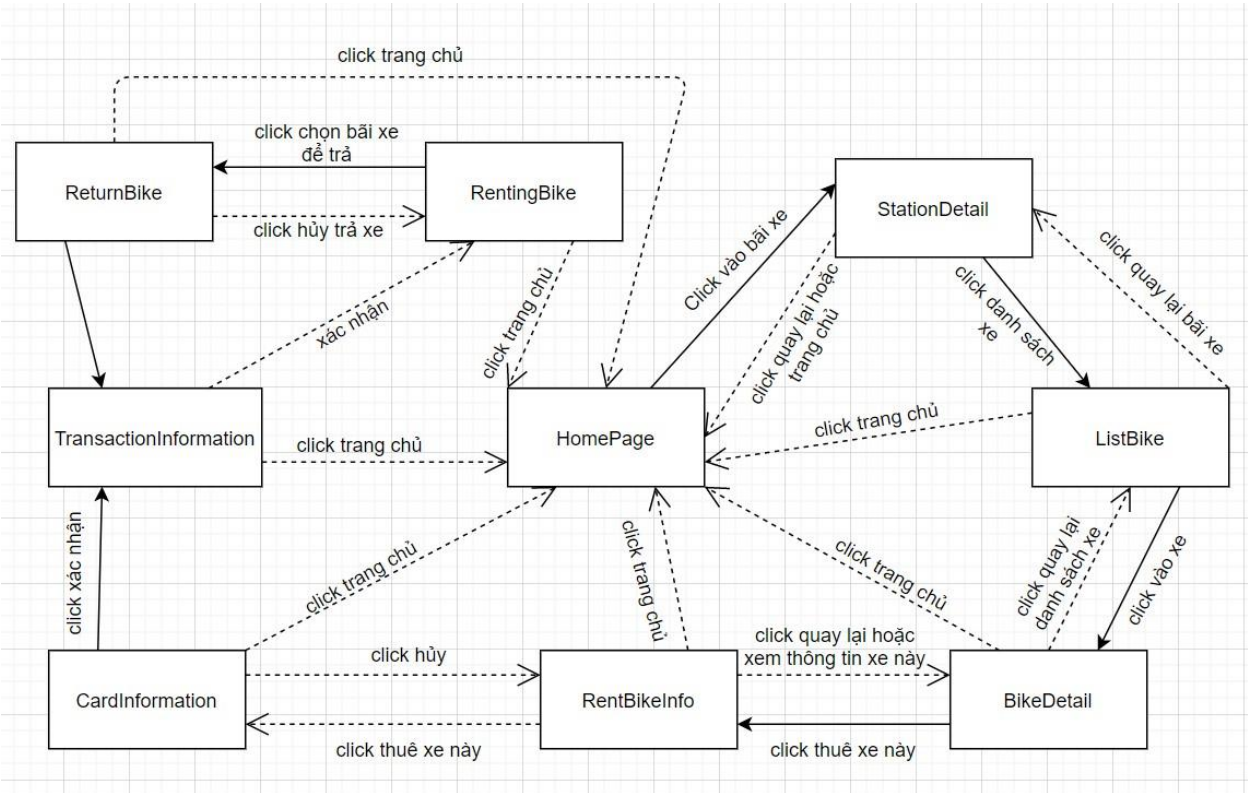 click trang chủ
click chọn bãi xe
để trả
ReturnBike
RentingBike
click hủy trả xe
StationDetail
Click vào bãi xe
click quay lại hoặc
trang chủ
click danh sách
xe
click quay lại bãi xe
xác nhận
click trang chủ
TransactionInformation
click trang chủ
HomePage
click trang chủ
ListBike
click xác nhận
click trang chủ
click trang chủ
click trang chủ
click quay lại
danh sách xe
click vào xe
click hủy
click quay lại hoặc
xem thông tin xe này
CardInformation
RentBikeInfo
BikeDetail
click thuê xe này
click thuê xe này